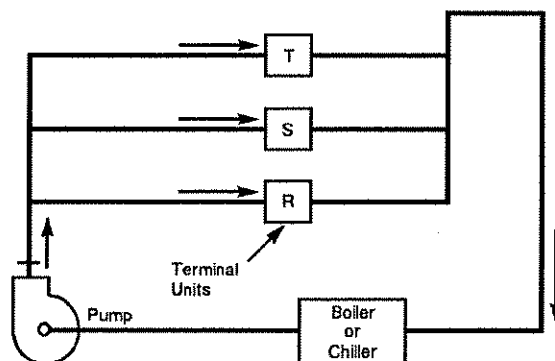 T
S
R
Terminal
Units
Pump
Boiler
or
Chiller